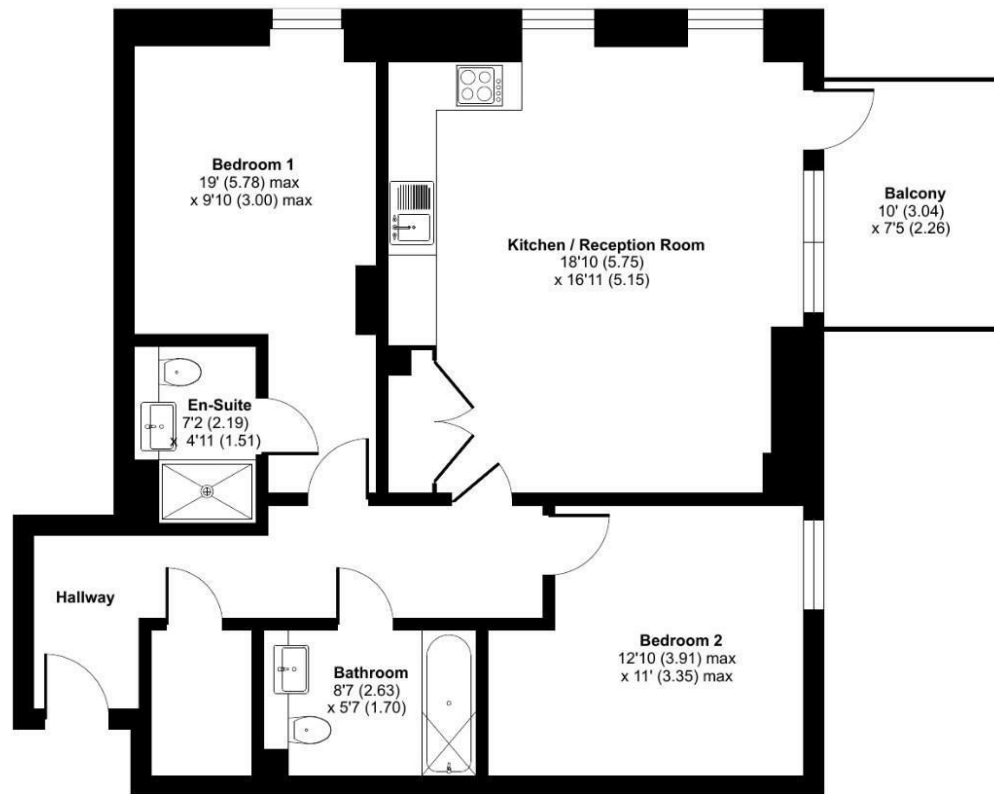 Bedroom 1
19' (5.78) max
x 9'10 (3.00) max
Kitchen / Reception Room
18'10 (5.75)
x 16'11 (5.15)
Balcony
10' (3.04)
x 7'5 (2.26)
En-Suite
7'2 (2.19)
x 4'11 (1.51)
Hallway
Bathroom
8'7 (2.63)
x 5'7 (1.70)
Bedroom 2
12'10 (3.91) max
x 11' (3.35) max